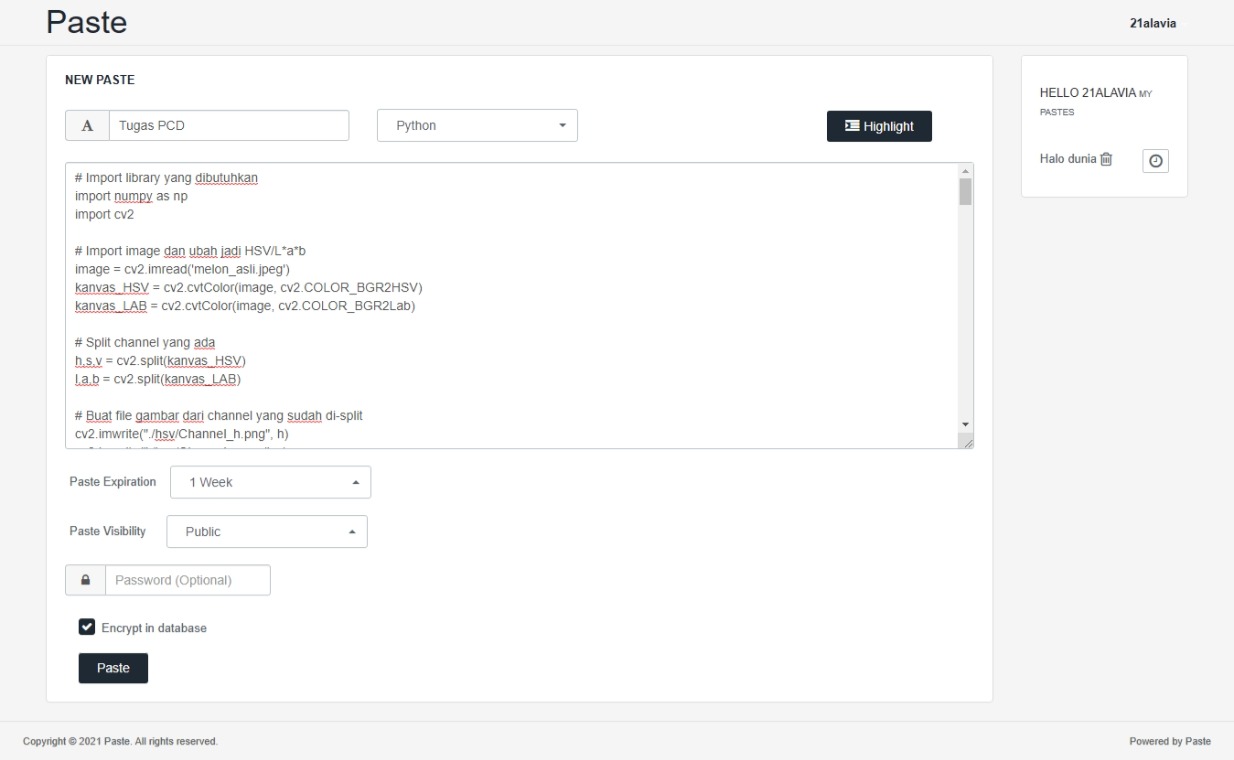 Paste
21alavia
NEW PASTE
A
Tugas PCD
Python
Highlight
# Import library yang dibutuhkan
import numpy as np
import cv2
# Import image dan ubah jadi HSV/L*a*b
image = cv2.imread('melon_asli.jpeg')
kanvas_HSV = cv2.cvtColor(image, cv2.COLOR_BGR2HSV)
kanvas_LAB = cv2.cvtColor(image, cv2.COLOR_BGR2Lab)
# Split channel yang ada
h,s,v = cv2.split(kanvas_HSV)
l,a,b = cv2.split(kanvas_LAB)
# Buat file gambar dari channel yang sudah di-split
cv2.imwrite("./hsv/Channel_h.png", h)
Paste Expiration
1 Week
Paste Visibility
Public
Password (Optional)
Encrypt in database
Paste
HELLO 21ALAVIA MY
PASTES
Halo dunia
Copyright © 2021 Paste. All rights reserved.
Powered by Paste